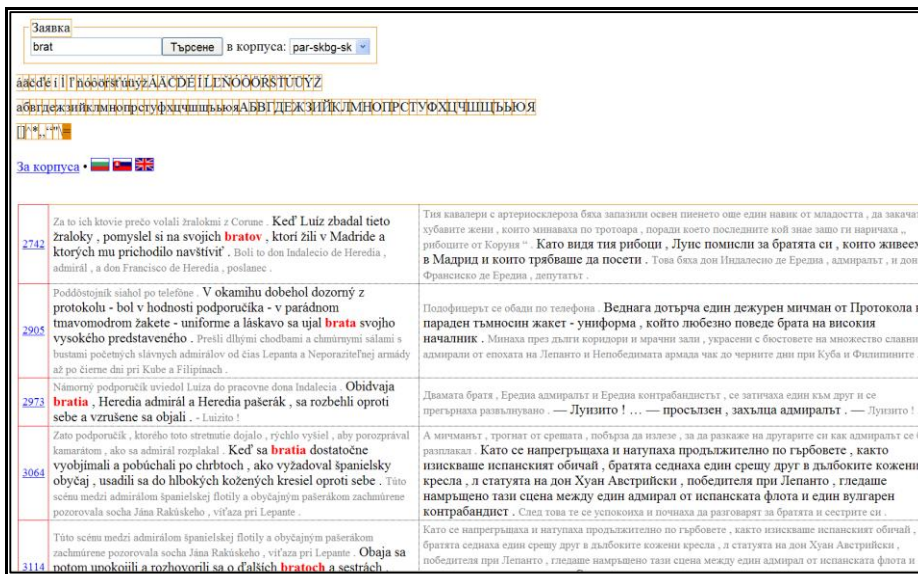 Заявка
brat Търсене в корпуса: par-skbg-sk
абвгдежзийклмнопрстуфхцчшщъьюяАБВГДЕЖЗИЙКЛМНОПРСТУФХЦЧШЩЪЬЮЯ
За корпуса •
2742
Za to ich ktovie prečo volali žralokmi z Corune . Keď Luíz zbadal tieto
žraloky , pomyslel si na svojich bratov , ktorí žili v Madride a
ktorých mu prichodilo navštíviť . Boli to don Indalecio de Heredia ,
admirál , a don Francisco de Heredia , poslanec .
Тия кавалери с артериосклероза бяха запазили освен пиенето още един навик от младостта , да закачат
хубавите жени , които минаваха по тротоара , поради което последните кой знае защо ги наричаха „
рибоците от Коруня “ . Като видя тия рибоци , Луис помисли за братята си , които живееха
в Мадрид и които трябваше да посети . Това бяха дон Индалесио де Ередиа , адмиралът , и дон
Франсиско де Ередиа , депутатът .
2905
Poddôstojník siahol po telefóne . V okamihu dobehol dozorný z
protokolu - bol v hodnosti podporučíka - v parádnom
tmavomodrom žakete - uniforme a láskavo sa ujal brata svojho
vysokého predstaveného . Prešli dlhými chodbami a chmúrnymi sálami s
bustami početných slávnych admirálov od čias Lepanta a Neporaziteľnej armády
až po čierne dni pri Kube a Filipínach .
Подофицерът се обади по телефона . Веднага дотърча един дежурен мичман от Протокола в
параден тъмносин жакет - униформа , който любезно поведе брата на високия
началник . Минаха през дълги коридори и мрачни зали , украсени с бюстовете на множество славни
адмирали от епохата на Лепанто и Непобедимата армада чак до черните дни при Куба и Филипините .
2973
Námorný podporučík uviedol Luiza do pracovne dona Indalecia . Obidvaja
bratia , Heredia admirál a Heredia pašerák , sa rozbehli oproti
sebe a vzrušene sa objali . - Luizito !
Двамата братя , Ередиа адмиралът и Ередиа контрабандистът , се затичаха един към друг и се
прегърнаха развълнувано . — Луизито ! … — просълзен , захълца адмиралът . — Луизито !
3064
Zato podporučík , ktorého toto stretnutie dojalo , rýchlo vyšiel , aby porozprával
kamarátom , ako sa admirál rozplakal . Keď sa bratia dostatočne
vyobjímali a pobúchali po chrbtoch , ako vyžadoval španielsky
obyčaj , usadili sa do hlbokých kožených kresiel oproti sebe . Túto
scénu medzi admirálom španielskej flotily a obyčajným pašerákom zachmúrene
pozorovala socha Jána Rakúskeho , víťaza pri Lepante .
А мичманът , трогнат от срещата , побърза да излезе , за да разкаже на другарите си как адмиралът се бе
разплакал . Като се напрегръщаха и натупаха продължително по гърбовете , както
изискваше испанският обичай , братята седнаха един срещу друг в дълбоките кожени
кресла , л статуята на дон Хуан Австрийски , победителя при Лепанто , гледаше
намръщено тази сцена между един адмирал от испанската флота и един вулгарен
контрабандист . След това те се успокоиха и почнаха да разговарят за братята и сестрите си .
3114
Túto scénu medzi admirálom španielskej flotily a obyčajným pašerákom
zachmúrene pozorovala socha Jána Rakúskeho , víťaza pri Lepante . Obaja sa
potom upokojili a rozhovorili sa o ďalších bratoch a sestrách .
Като се напрегръщаха и натупаха продължително по гърбовете , както изискваше испанският обичай ,
братята седнаха един срещу друг в дълбоките кожени кресла , л статуята на дон Хуан Австрийски ,
победителя при Лепанто , гледаше намръщено тази сцена между един адмирал от испанската флота и